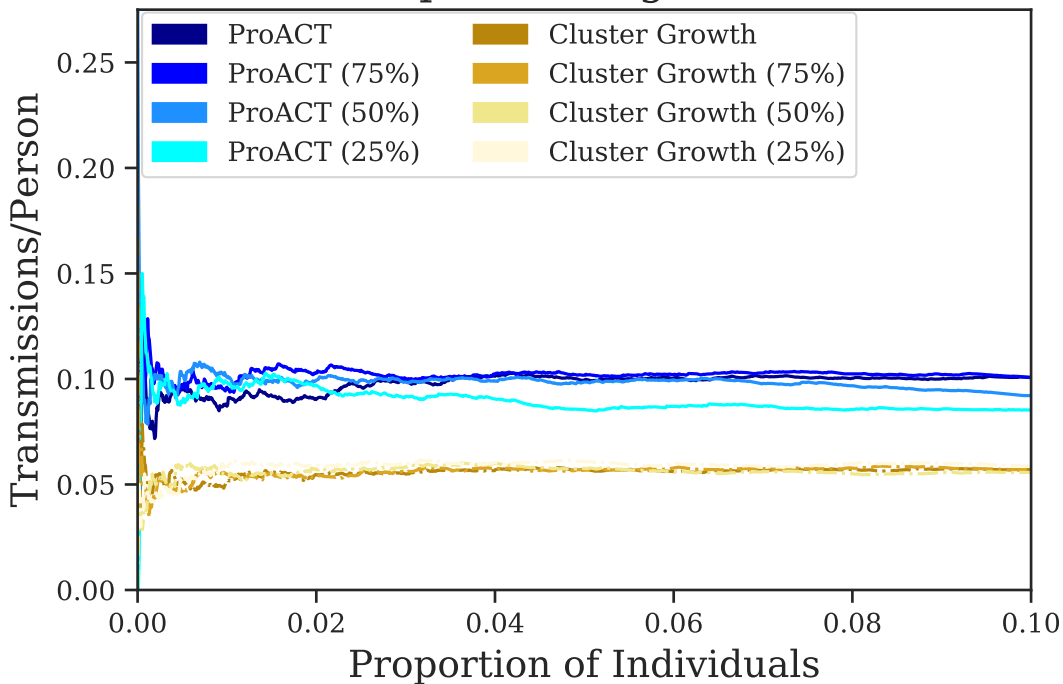 ProACT
ProACT (75%)
ProACT (50%)
ProACT (25%)
Cluster Growth
Cluster Growth (75%)
Cluster Growth (50%)
Cluster Growth (25%)
Transmissions/Person
0.25
0.20
0.15
0.10
0.05
0.00
0.00 0.02 0.04 0.06 0.08 0.10
Proportion of Individuals